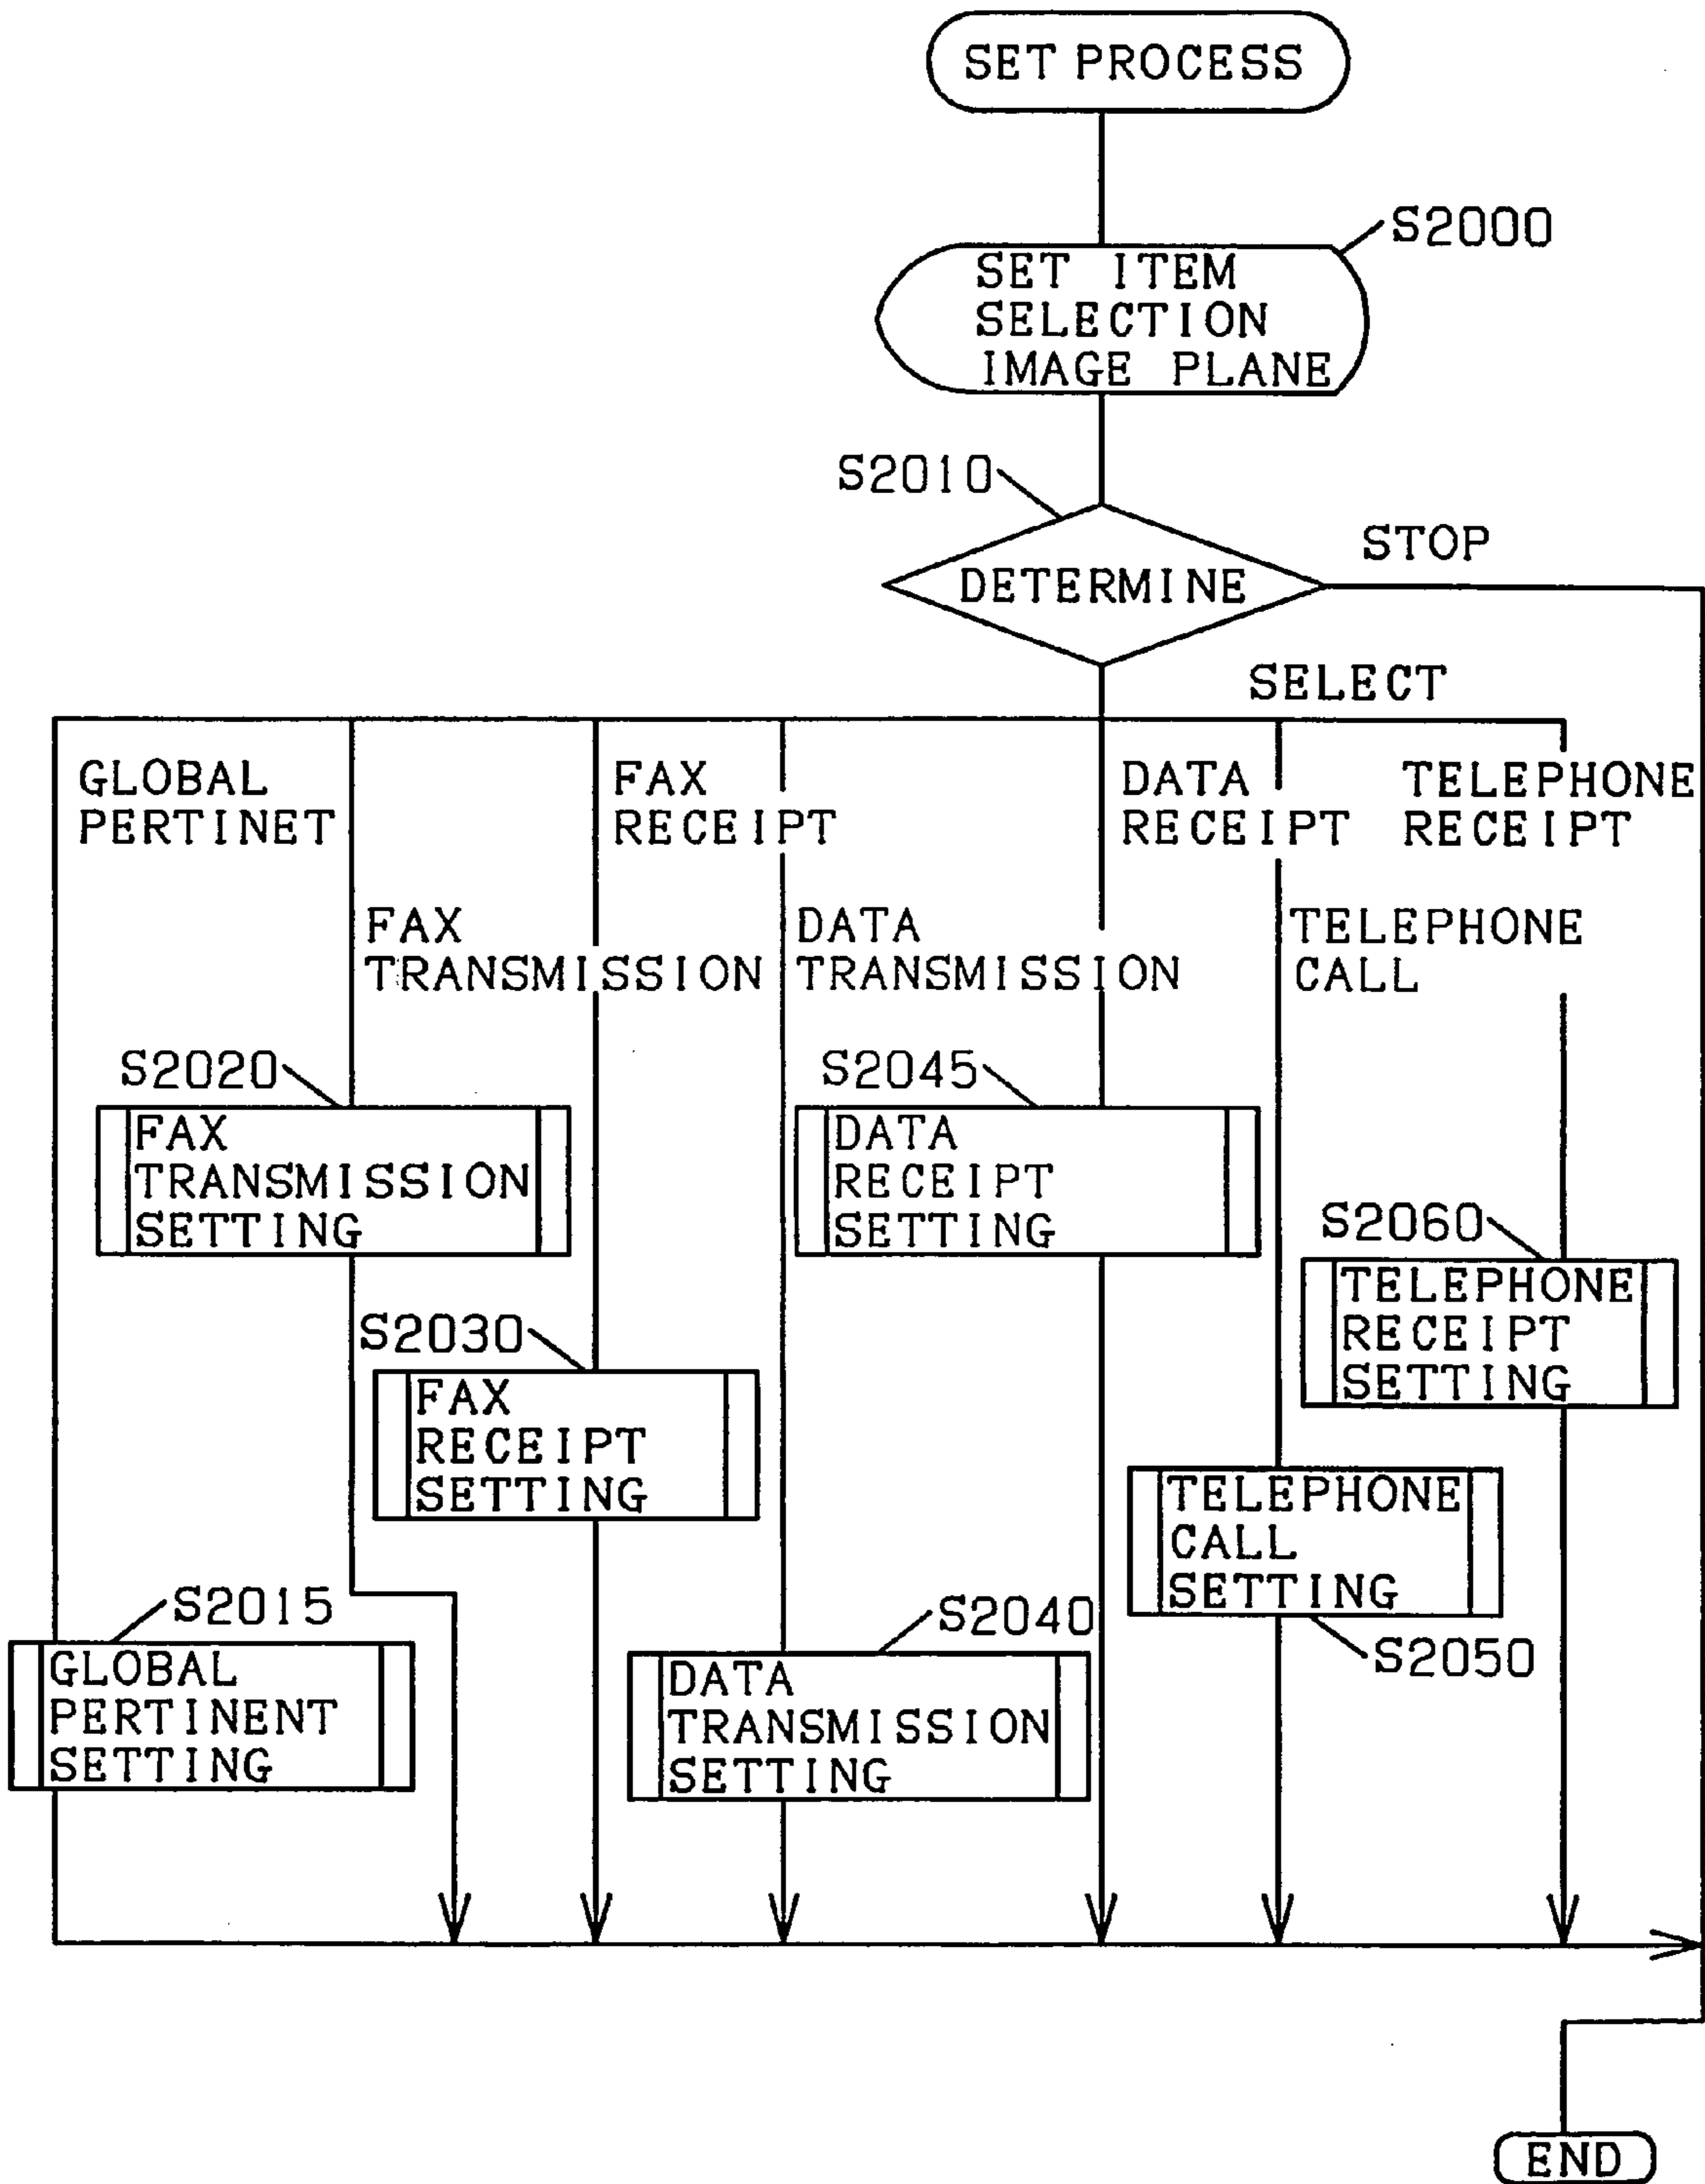 SET PROCESS
S2000
SET ITEM
SELECTION
IMAGE PLANE
S2010
DETERMINE
STOP
SELECT
GLOBAL
PERTINET
FAX
RECEIPT
DATA
RECEIPT
TELEPHONE
RECEIPT
FAX
TRANSMISSION
DATA
TRANSMISSION
TELEPHONE
CALL
S2020
FAX
TRANSMISSION
SETTING
S2045
DATA
RECEIPT
SETTING
S2060
TELEPHONE
RECEIPT
SETTING
S2030
FAX
RECEIPT
SETTING
TELEPHONE
CALL
SETTING
S2050
S2015
GLOBAL
PERTINENT
SETTING
S2040
DATA
TRANSMISSION
SETTING
END